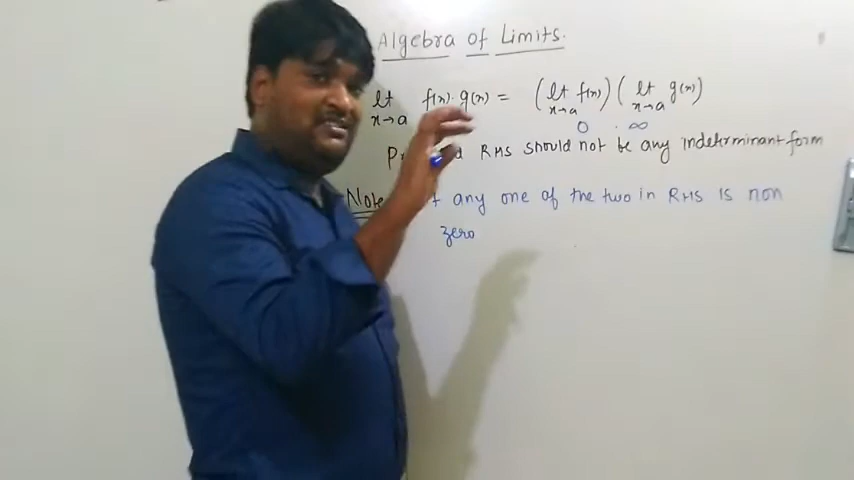 Algebra of Limits.
lt f(x). g(x) = ( lt f(x) ) ( lt g(x) )
x→a x→a x→a
0 . ∞
RHS should not be any indeterminant form
Note any one of the two in RHS is non
zero